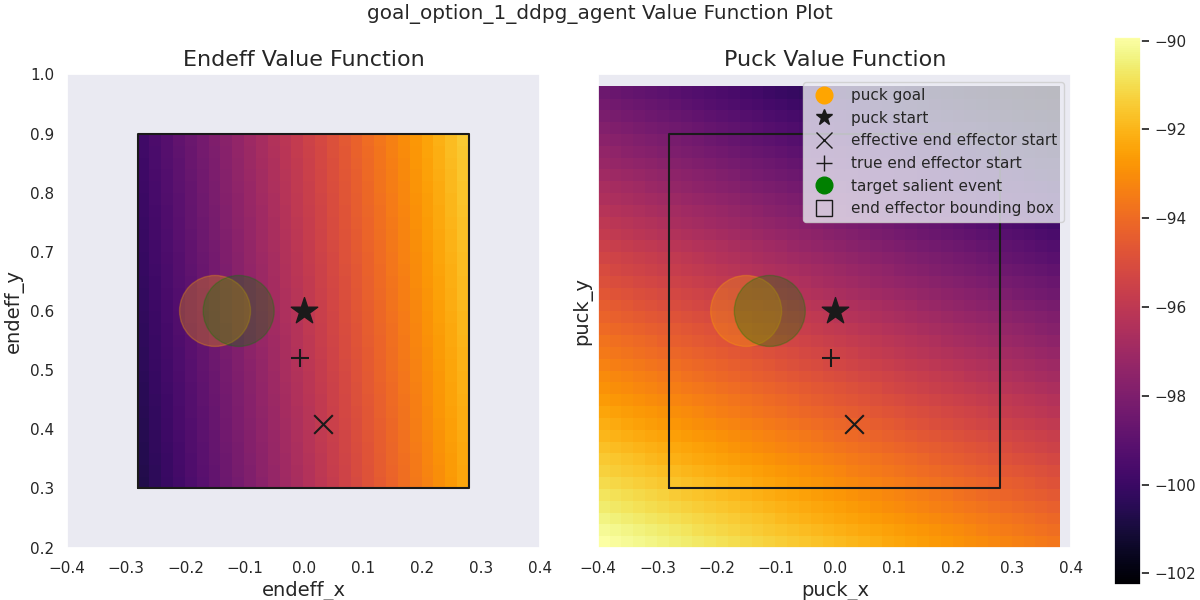 goal_option_1_ddpg_agent Value Function Plot
Endeff Value Function
Puck Value Function
1.0
0.9
0.8
0.7
0.6
0.5
0.4
0.3
0.2
endeff_y
−0.4 −0.3 −0.2 −0.1 0.0 0.1 0.2 0.3 0.4
endeff_x
puck_y
puck goal
puck start
effective end effector start
true end effector start
target salient event
end effector bounding box
−0.4 −0.3 −0.2 −0.1 0.0 0.1 0.2 0.3 0.4
puck_x
−90
−92
−94
−96
−98
−100
−102